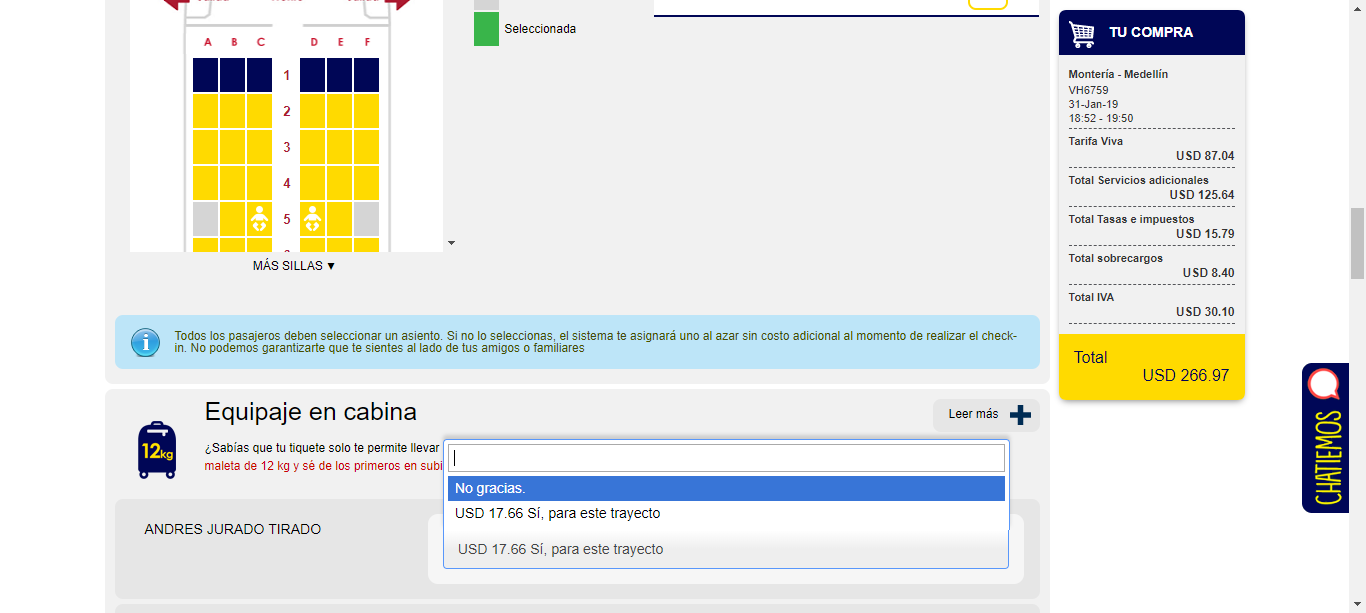 Seleccionada
A B C D E F
1
2
3
4
5
MÁS SILLAS ▼
Todos los pasajeros deben seleccionar un asiento. Si no lo seleccionas, el sistema te asignará uno al azar sin costo adicional al momento de realizar el check-
in. No podemos garantizarte que te sientes al lado de tus amigos o familiares
Equipaje en cabina
Leer más
12kg
¿Sabías que tu tiquete solo te permite llevar
maleta de 12 kg y sé de los primeros en subi
No gracias.
USD 17.66 Sí, para este trayecto
USD 17.66 Sí, para este trayecto
ANDRES JURADO TIRADO
TU COMPRA
Montería - Medellín
VH6759
31-Jan-19
18:52 - 19:50
Tarifa Viva
USD 87.04
Total Servicios adicionales
USD 125.64
Total Tasas e impuestos
USD 15.79
Total sobrecargos
USD 8.40
Total IVA
USD 30.10
Total
USD 266.97
CHATIEMOS